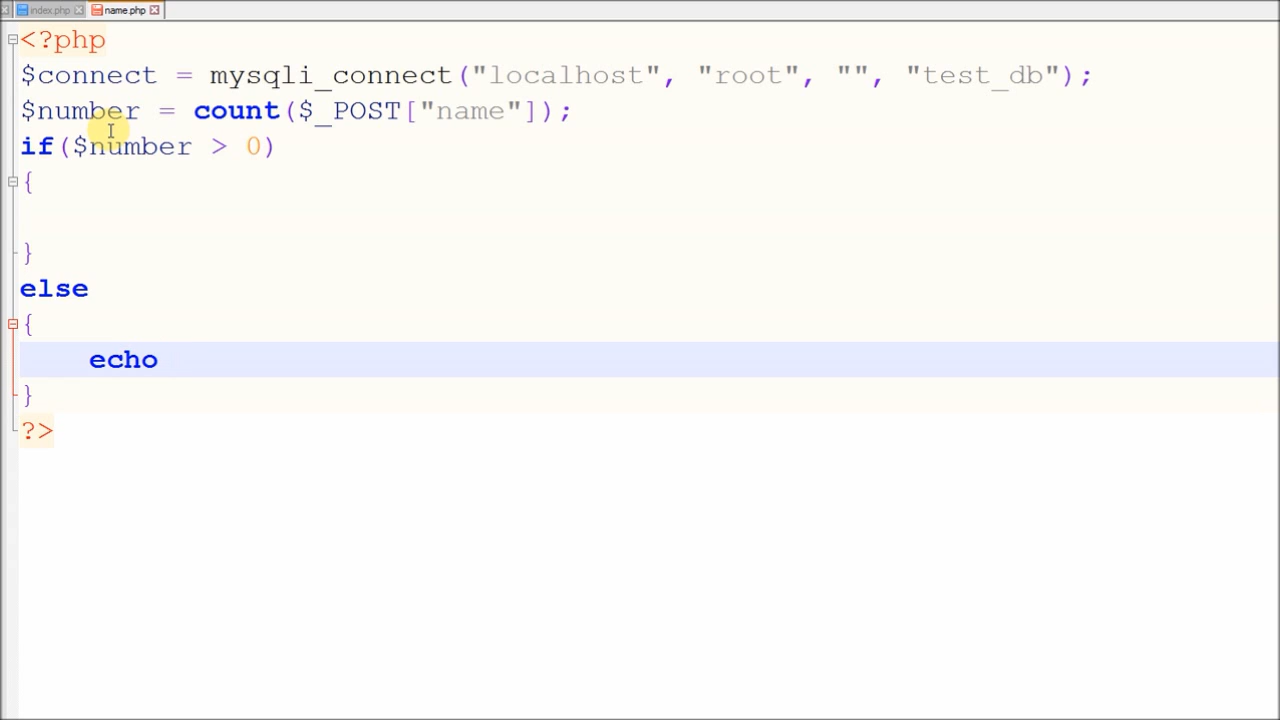 index.php name.php
<?php
$connect = mysqli_connect("localhost", "root", "", "test_db");
$number = count($_POST["name"]);
if($number > 0)
{
}
else
{
echo
}
?>